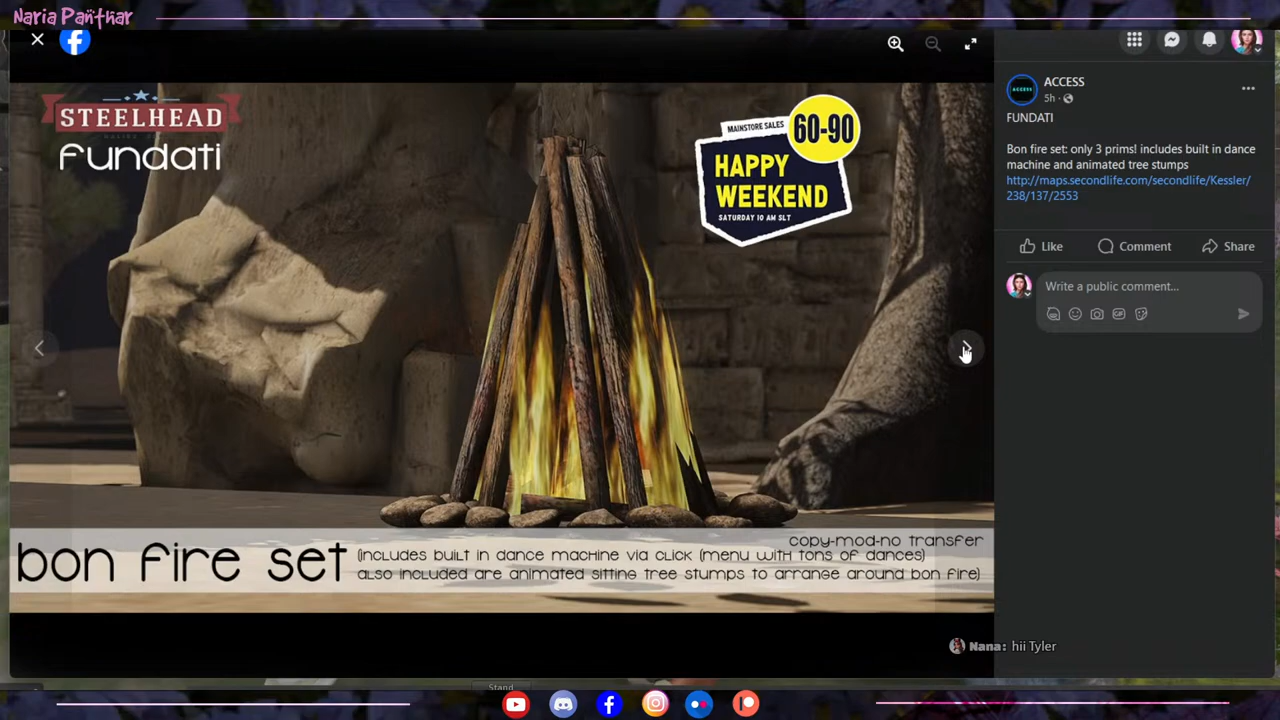 Naria Panthar
STEELHEAD
fundati
MAINSTORE SALES
60-90
HAPPY
WEEKEND
SATURDAY 10 AM SLT
bon fire set
copy-mod-no transfer
(includes built in dance machine via click (menu with tons of dances)
also included are animated sitting tree stumps to arrange around bon fire)
ACCESS
ACCESS
5h ·
FUNDATI
Bon fire set: only 3 prims! includes built in dance
machine and animated tree stumps
http://maps.secondlife.com/secondlife/Kessler/
238/137/2553
Like
Comment
Share
Write a public comment...
GIF
Nana: hii Tyler
Stand